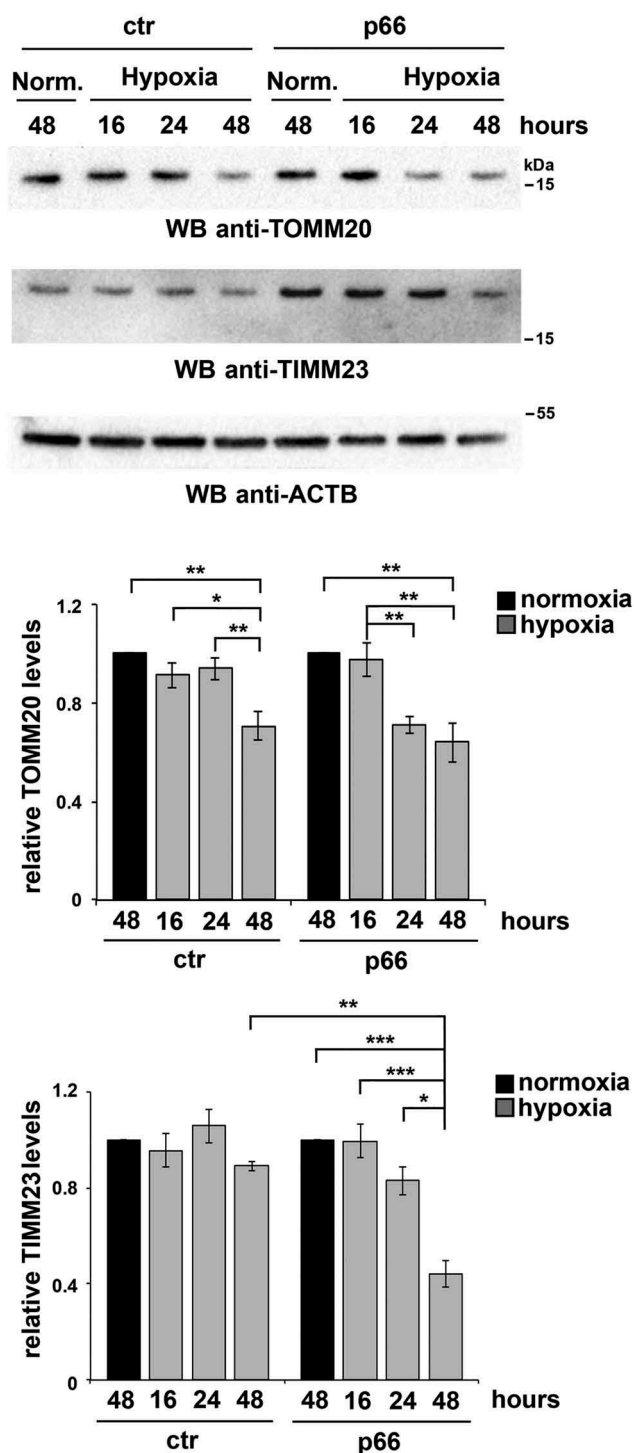 ctr p66
Norm. Hypoxia Norm. Hypoxia
48 16 24 48 48 16 24 48 hours
kDa
–15
WB anti-TOMM20
–15
WB anti-TIMM23
–55
WB anti-ACTB
** **
* **
** **
normoxia
hypoxia
relative TOMM20 levels
1.2
0.8
0.4
0
48 16 24 48 48 16 24 48 hours
ctr p66
**
***
***
*
normoxia
hypoxia
relative TIMM23 levels
1.2
0.8
0.4
0
48 16 24 48 48 16 24 48 hours
ctr p66